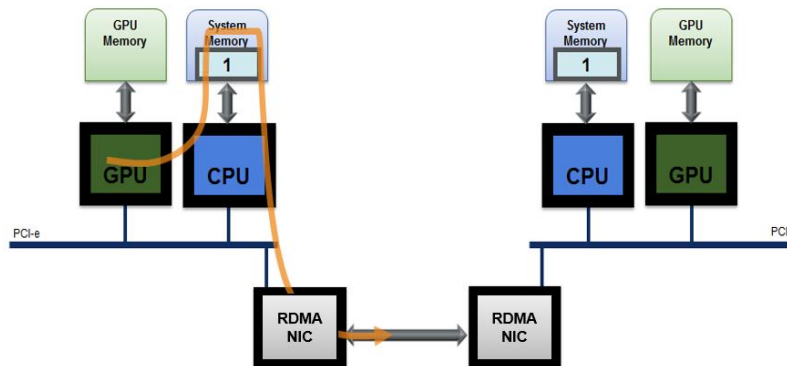 GPU
Memory
System
Memory
1
System
Memory
1
GPU
Memory
GPU
CPU
CPU
GPU
PCI-e
PCI
RDMA
NIC
RDMA
NIC